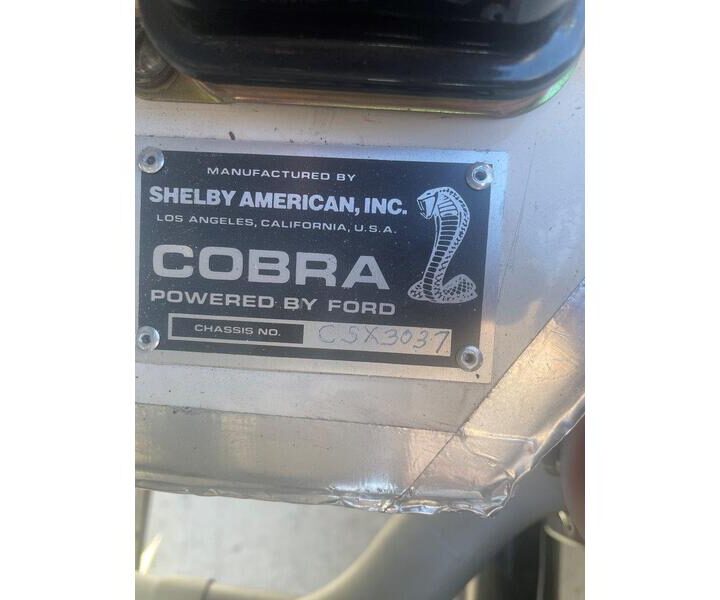 MANUFACTURED BY
SHELBY AMERICAN, INC.
LOS ANGELES, CALIFORNIA, U.S.A.
COBRA
POWERED BY FORD
CHASSIS NO. CSX3037